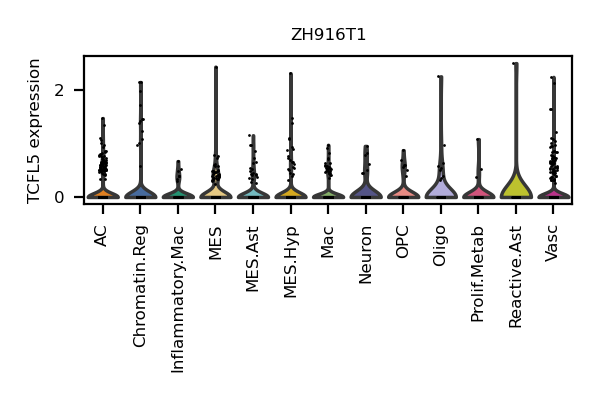 ZH916T1
TCFL5 expression
2
0
AC
Chromatin.Reg
Inflammatory.Mac
MES
MES.Ast
MES.Hyp
Mac
Neuron
OPC
Oligo
Prolif.Metab
Reactive.Ast
Vasc